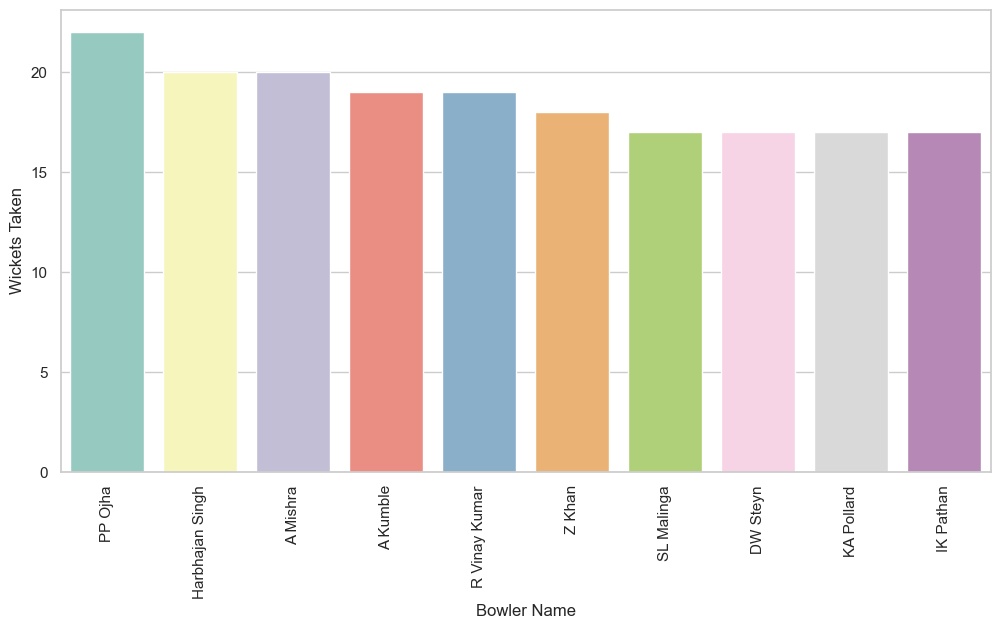 Wickets Taken
20
15
10
5
0
PP Ojha
Harbhajan Singh
A Mishra
A Kumble
R Vinay Kumar
Z Khan
SL Malinga
DW Steyn
KA Pollard
IK Pathan
Bowler Name